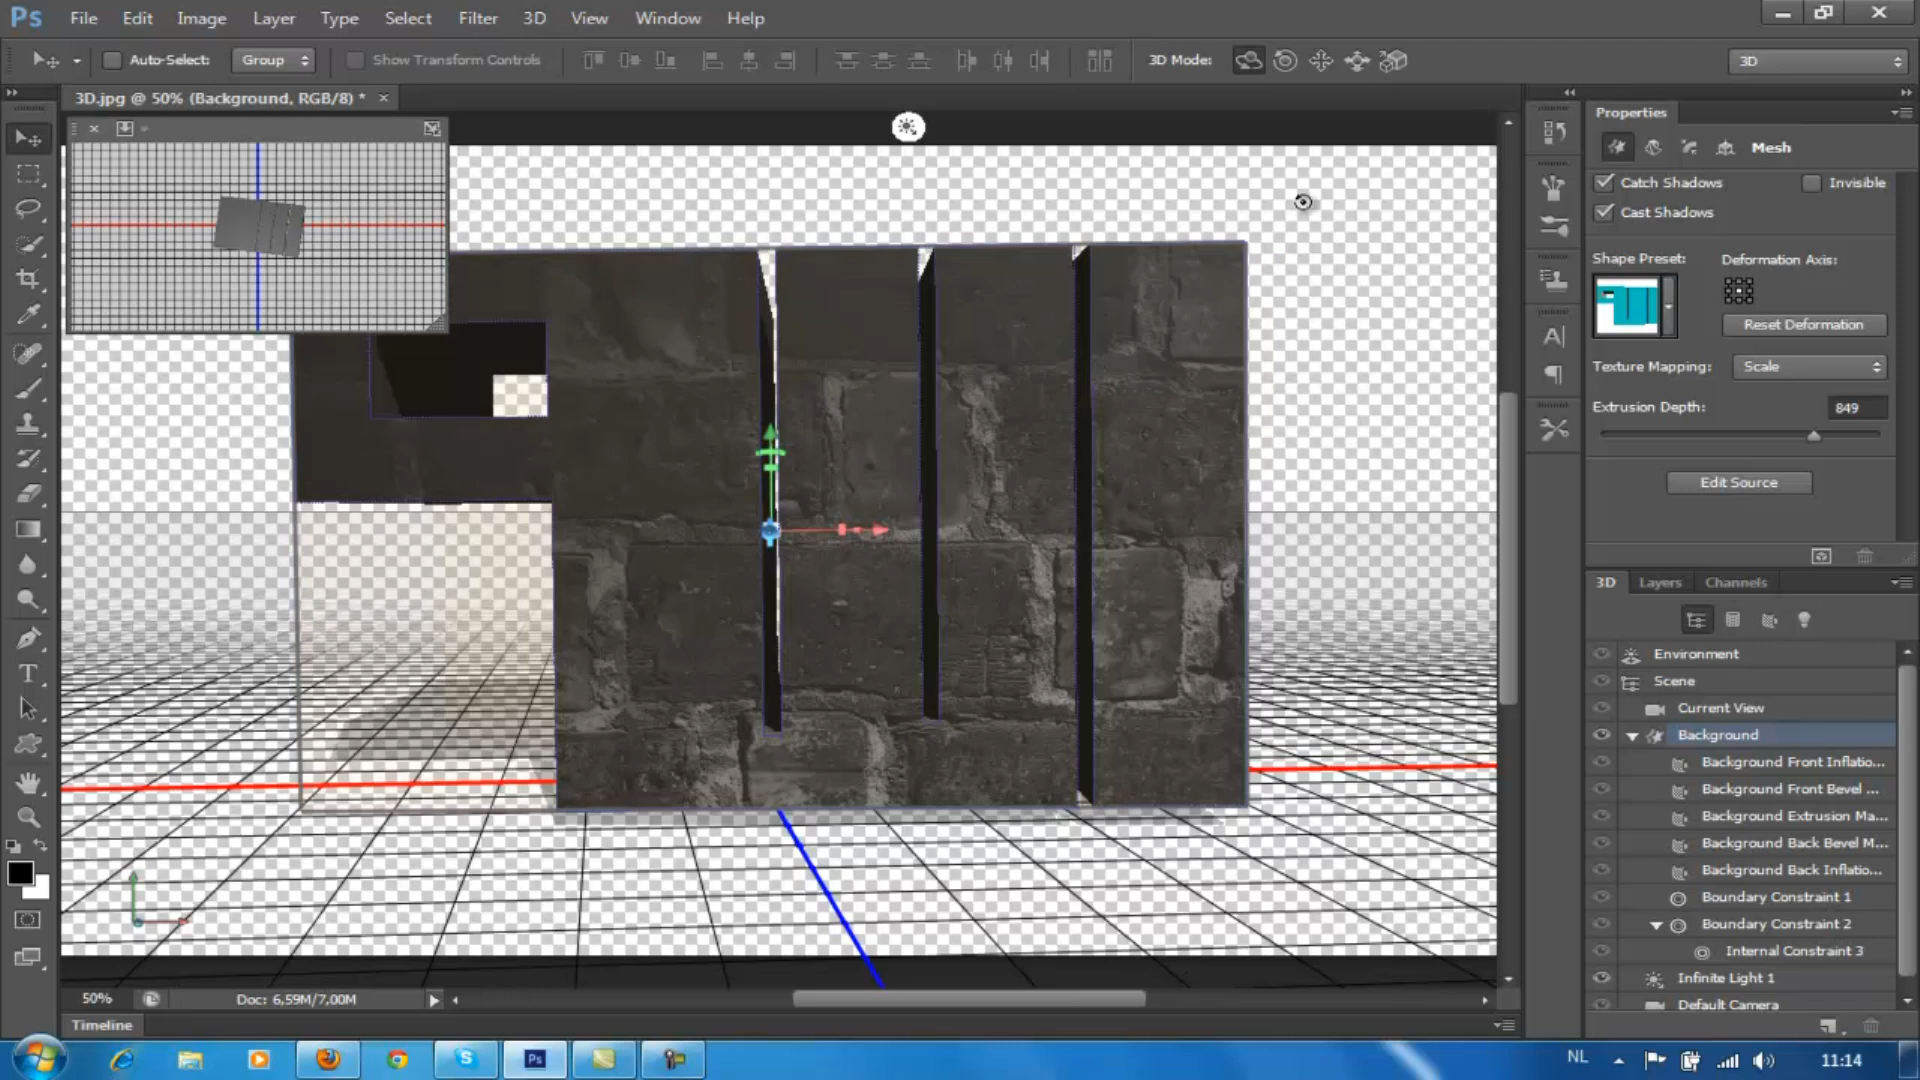 Ps File Edit Image Layer Type Select Filter 3D View Window Help
Auto-Select: Group Show Transform Controls 3D Mode: 3D
3D.jpg @ 50% (Background, RGB/8) * ×
Properties
Mesh
Catch Shadows Invisible
Cast Shadows
Shape Preset: Deformation Axis:
Reset Deformation
Texture Mapping: Scale
Extrusion Depth: 849
Edit Source
3D Layers Channels
Environment
Scene
Current View
Background
Background Front Inflatio...
Background Front Bevel ...
Background Extrusion Ma...
Background Back Bevel M...
Background Back Inflatio...
Boundary Constraint 1
Boundary Constraint 2
Internal Constraint 3
Infinite Light 1
Default Camera
50% Doc: 6,59M/7,00M
Timeline
NL 11:14